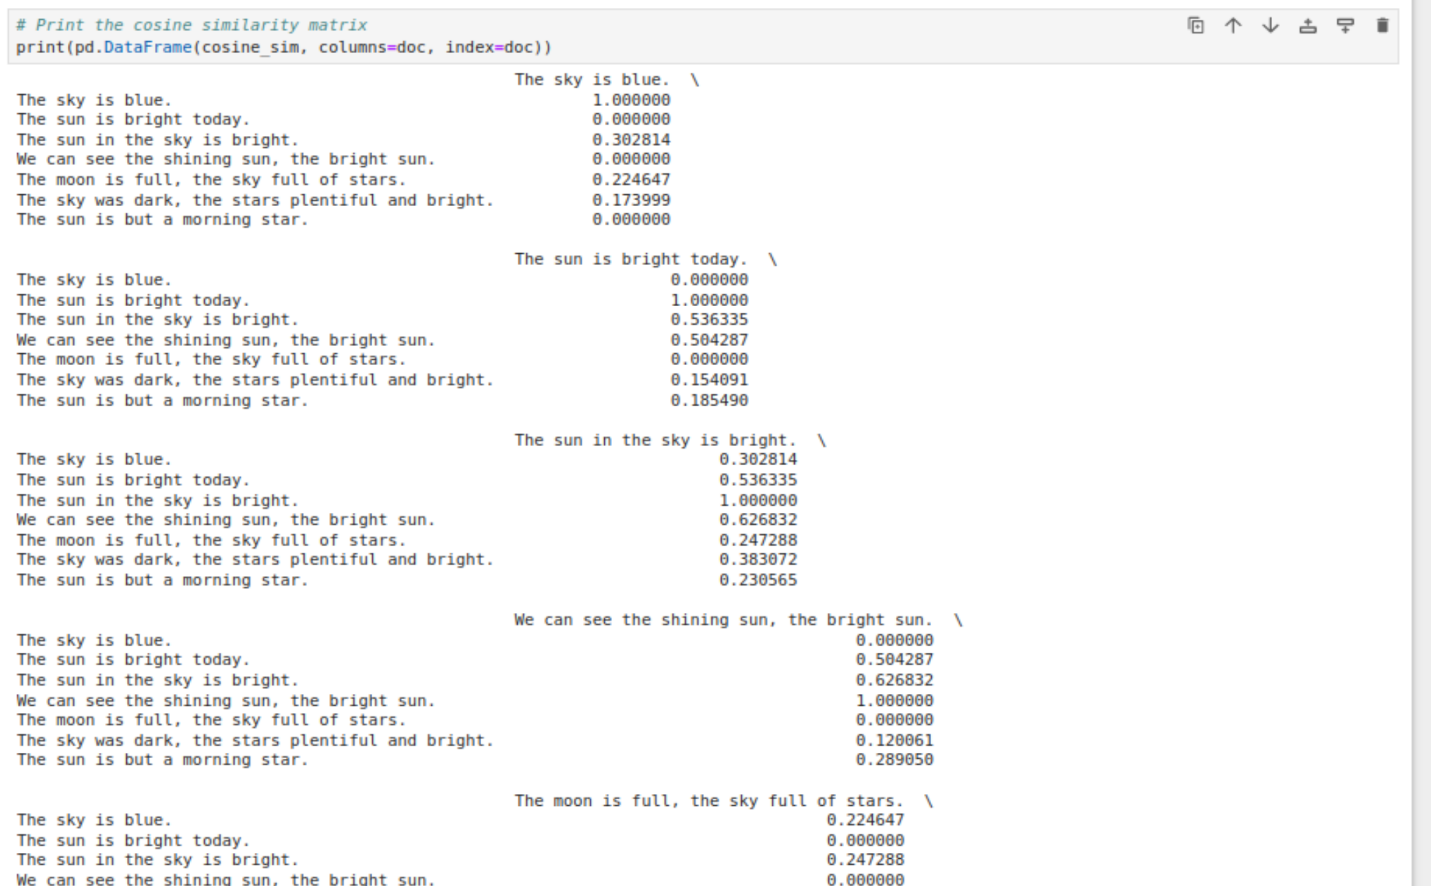 # Print the cosine similarity matrix
print(pd.DataFrame(cosine_sim, columns=doc, index=doc))
The sky is blue. \
The sky is blue. 1.000000
The sun is bright today. 0.000000
The sun in the sky is bright. 0.302814
We can see the shining sun, the bright sun. 0.000000
The moon is full, the sky full of stars. 0.224647
The sky was dark, the stars plentiful and bright. 0.173999
The sun is but a morning star. 0.000000
The sun is bright today. \
The sky is blue. 0.000000
The sun is bright today. 1.000000
The sun in the sky is bright. 0.536335
We can see the shining sun, the bright sun. 0.504287
The moon is full, the sky full of stars. 0.000000
The sky was dark, the stars plentiful and bright. 0.154091
The sun is but a morning star. 0.185490
The sun in the sky is bright. \
The sky is blue. 0.302814
The sun is bright today. 0.536335
The sun in the sky is bright. 1.000000
We can see the shining sun, the bright sun. 0.626832
The moon is full, the sky full of stars. 0.247288
The sky was dark, the stars plentiful and bright. 0.383072
The sun is but a morning star. 0.230565
We can see the shining sun, the bright sun. \
The sky is blue. 0.000000
The sun is bright today. 0.504287
The sun in the sky is bright. 0.626832
We can see the shining sun, the bright sun. 1.000000
The moon is full, the sky full of stars. 0.000000
The sky was dark, the stars plentiful and bright. 0.120061
The sun is but a morning star. 0.289050
The moon is full, the sky full of stars. \
The sky is blue. 0.224647
The sun is bright today. 0.000000
The sun in the sky is bright. 0.247288
We can see the shining sun, the bright sun. 0.000000